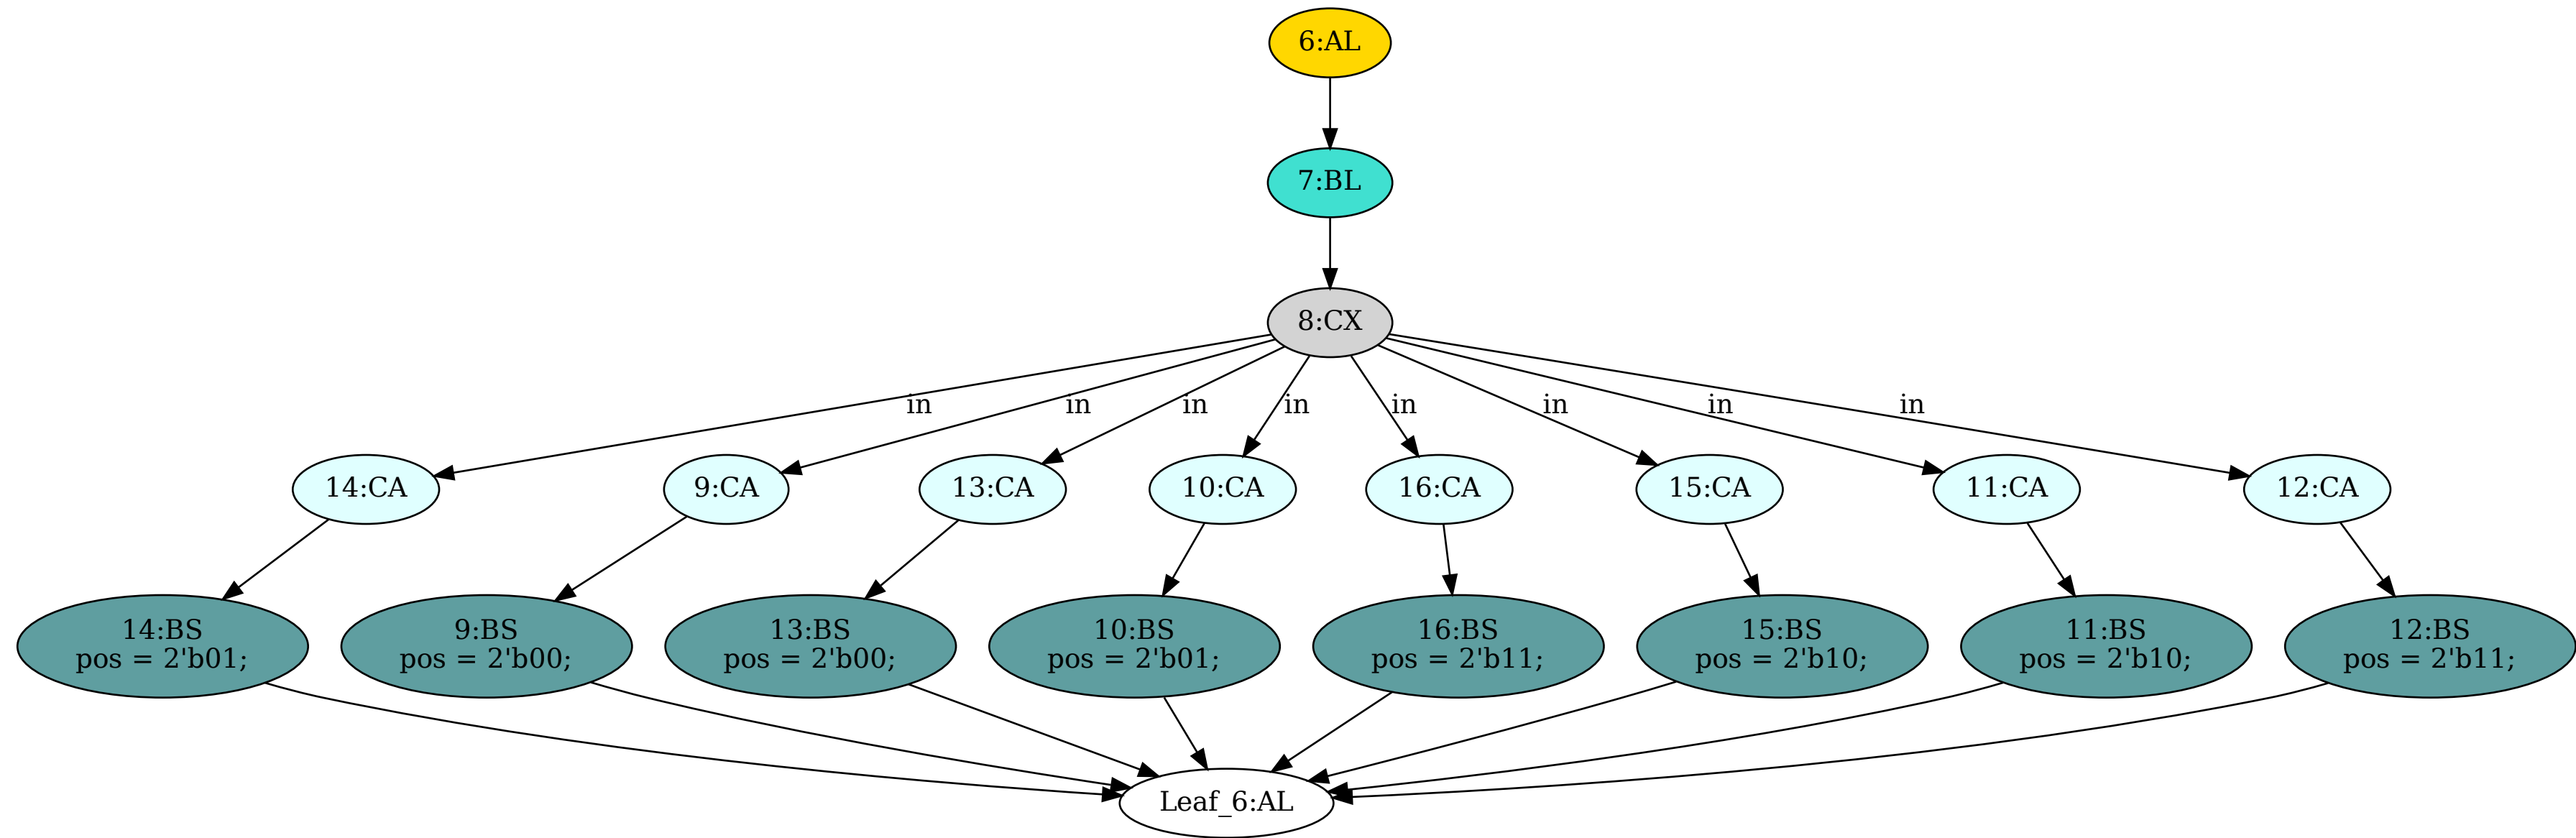 6:AL
7:BL
8:CX
in
in
in
in
in
in
in
in
14:CA
9:CA
13:CA
10:CA
16:CA
15:CA
11:CA
12:CA
14:BS
pos = 2'b01;
9:BS
pos = 2'b00;
13:BS
pos = 2'b00;
10:BS
pos = 2'b01;
16:BS
pos = 2'b11;
15:BS
pos = 2'b10;
11:BS
pos = 2'b10;
12:BS
pos = 2'b11;
Leaf_6:AL